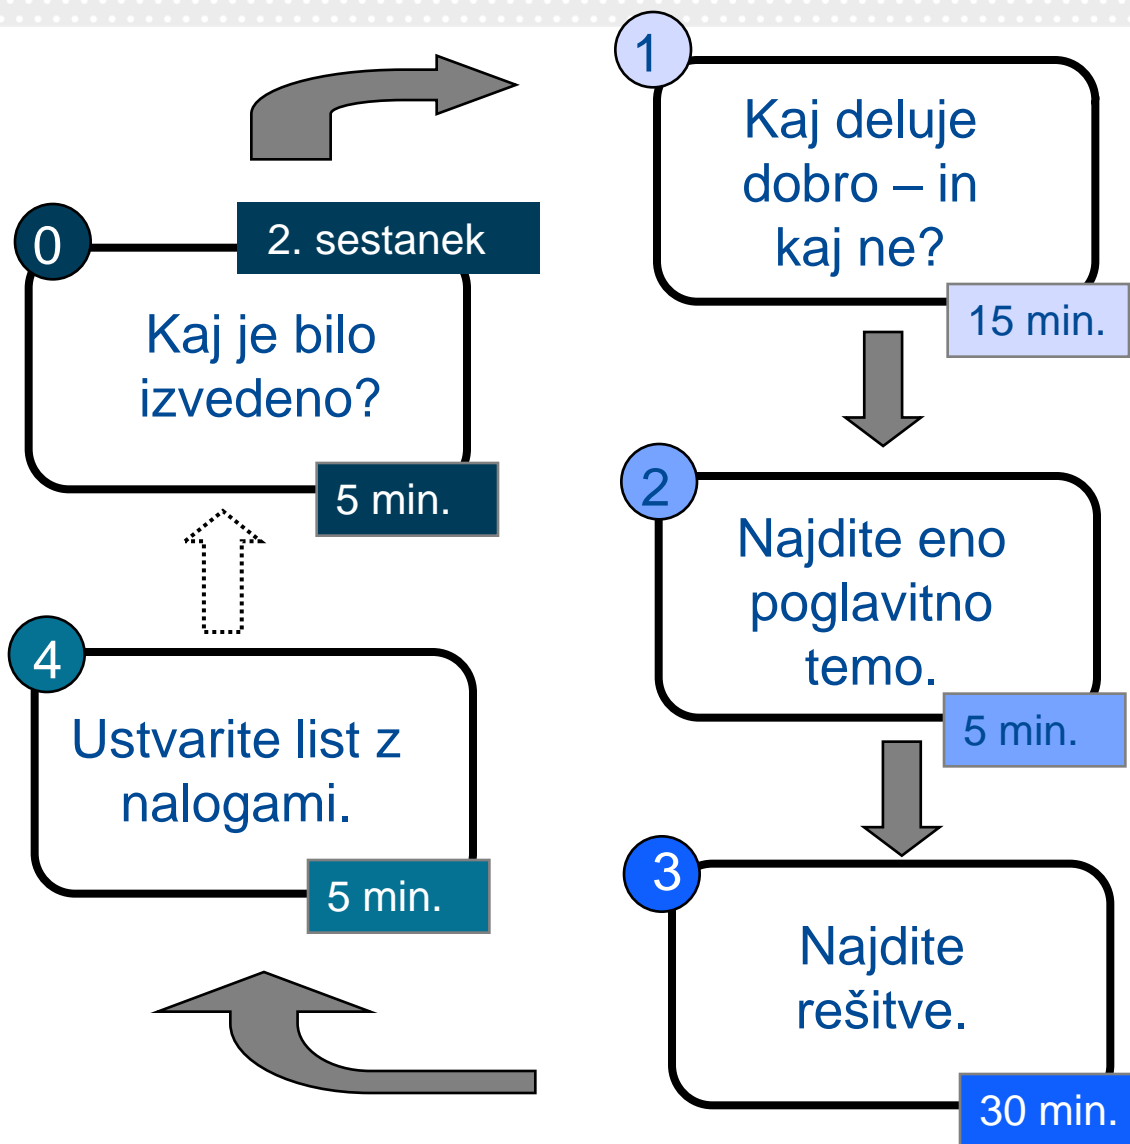 0
2. sestanek
Kaj je bilo
izvedeno?
5 min.
1
Kaj deluje
dobro – in
kaj ne?
15 min.
2
Najdite eno
poglavitno
temo.
5 min.
3
Najdite
rešitve.
30 min.
4
Ustvarite list z
nalogami.
5 min.